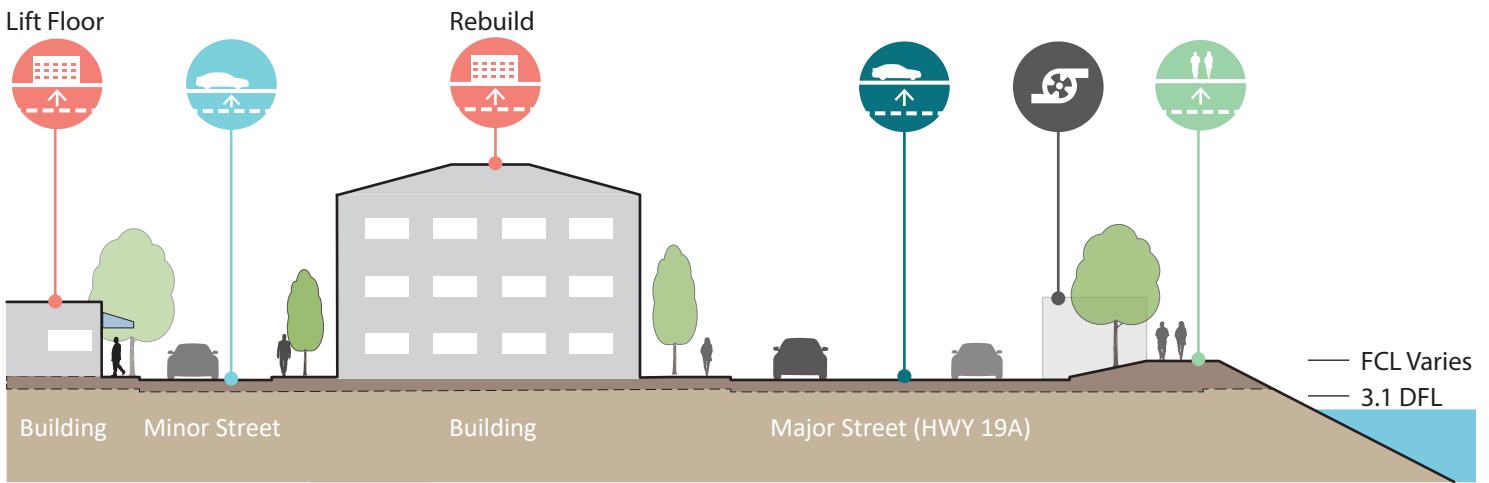 Lift Floor
Rebuild
FCL Varies
3.1 DFL
Building
Minor Street
Building
Major Street (HWY 19A)